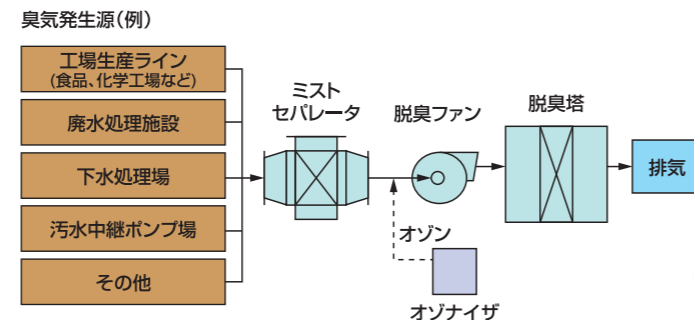 臭気発生源(例)
工場生産ライン
(食品、化学工場など)
廃水処理施設
下水処理場
汚水中継ポンプ場
その他
ミスト
セパレータ
脱臭ファン
脱臭塔
排気
オゾン
オゾナイザ